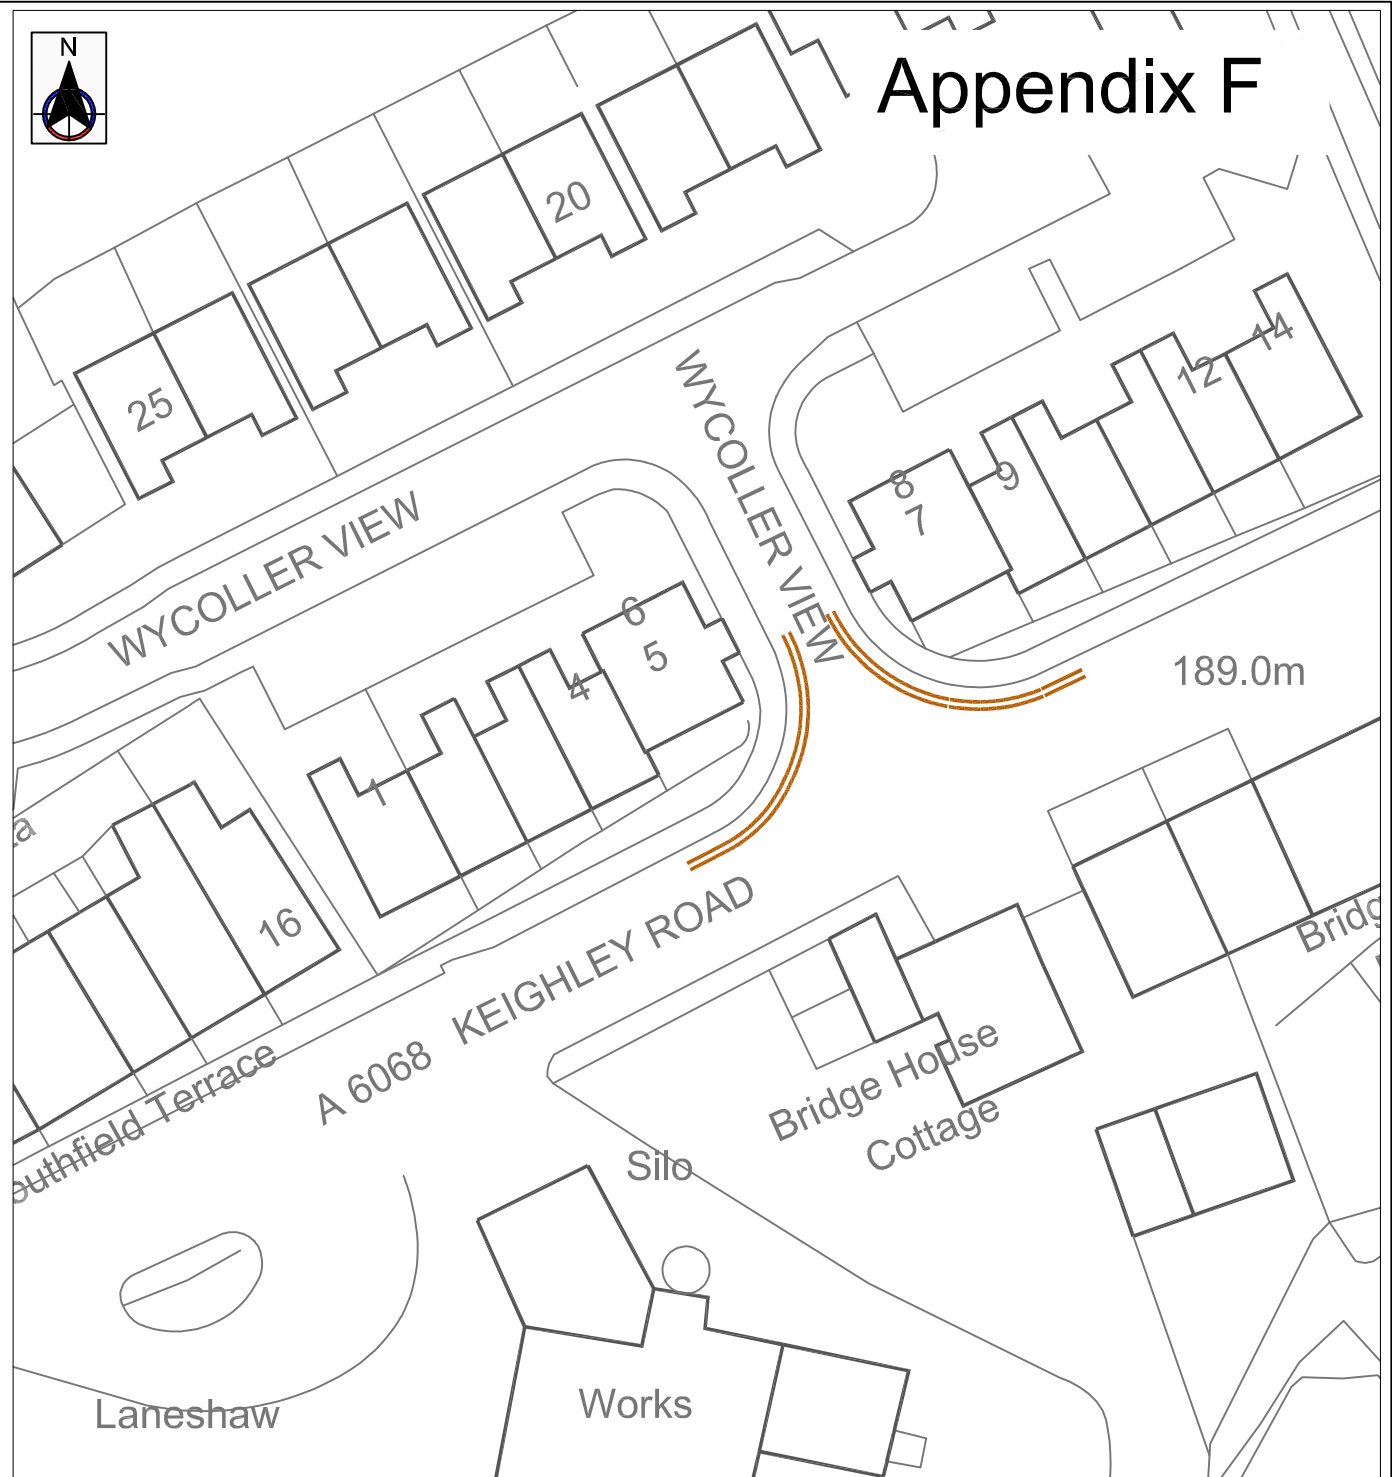 N
Appendix F
20
25
14
12
WYCOLLER VIEW
8
9
7
WYCOLLER VIEW
6
5
189.0m
4
1
16
KEIGHLEY ROAD
A 6068
Bridge House
Cottage
Terrace
Silo
Works
Laneshaw